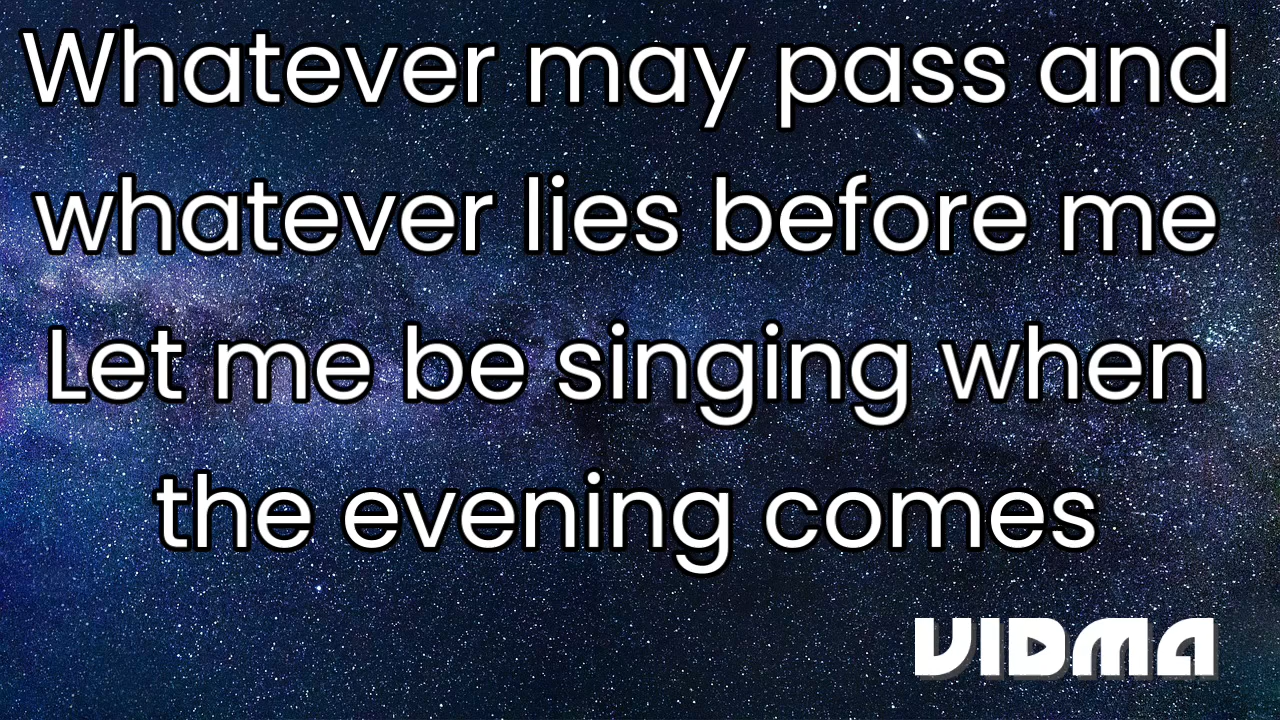 Whatever may pass and
whatever lies before me
Let me be singing when
the evening comes
VIDMA